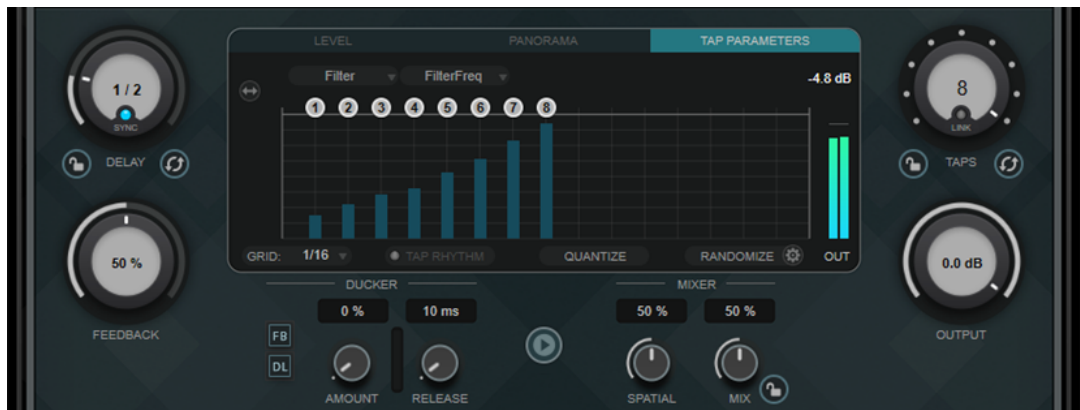 LEVEL PANORAMA TAP PARAMETERS
Filter FilterFreq -4.8 dB
1 2 3 4 5 6 7 8
1 / 2
SYNC
DELAY
8
LINK
TAPS
GRID: 1/16 TAP RHYTHM QUANTIZE RANDOMIZE OUT
50 %
FEEDBACK
0.0 dB
OUTPUT
DUCKER MIXER
0 % 10 ms 50 % 50 %
FB
DL
AMOUNT RELEASE SPATIAL MIX